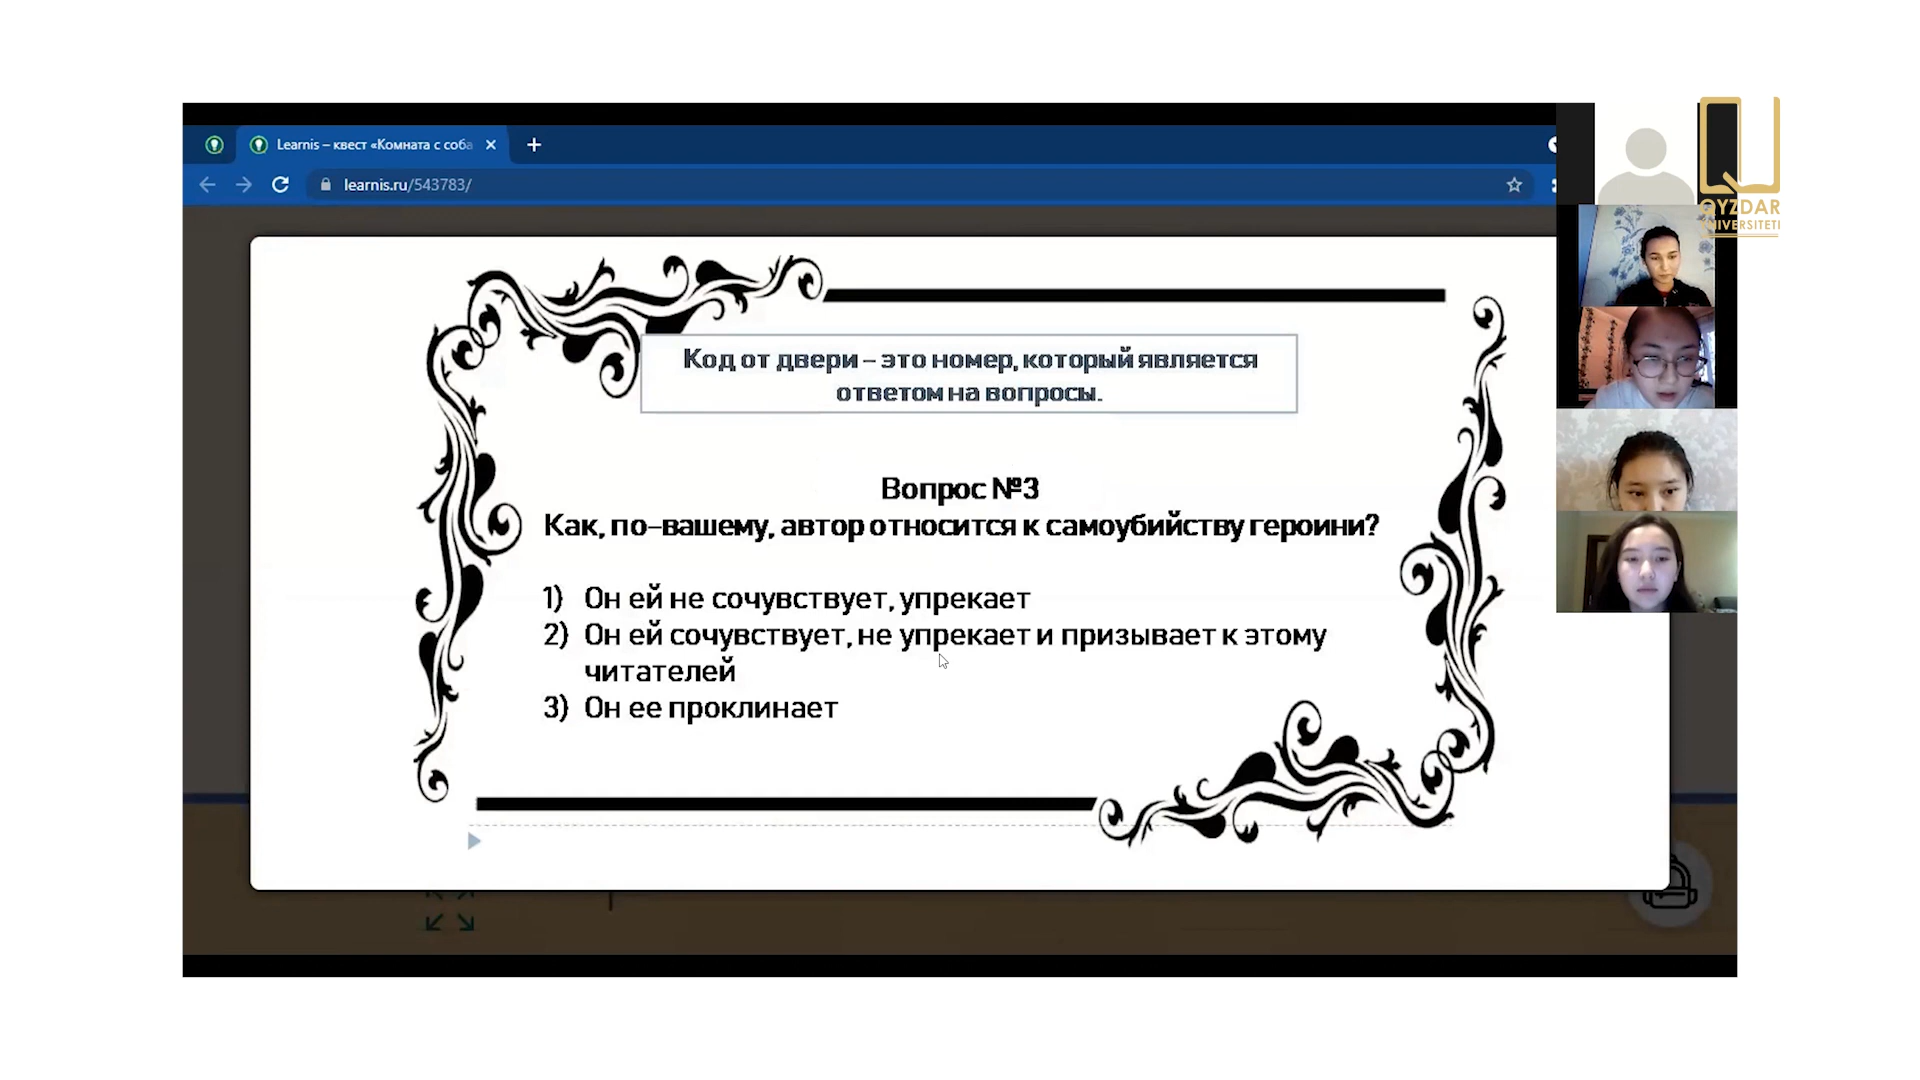 Learnis – квест «Комната с соба
learnis.ru/543783/
QYZDAR
UNIVERSITETI
Код от двери – это номер, который является
ответом на вопросы.
Вопрос №3
Как, по-вашему, автор относится к самоубийству героини?
1) Он ей не сочувствует, упрекает
2) Он ей сочувствует, не упрекает и призывает к этому
читателей
3) Он ее проклинает